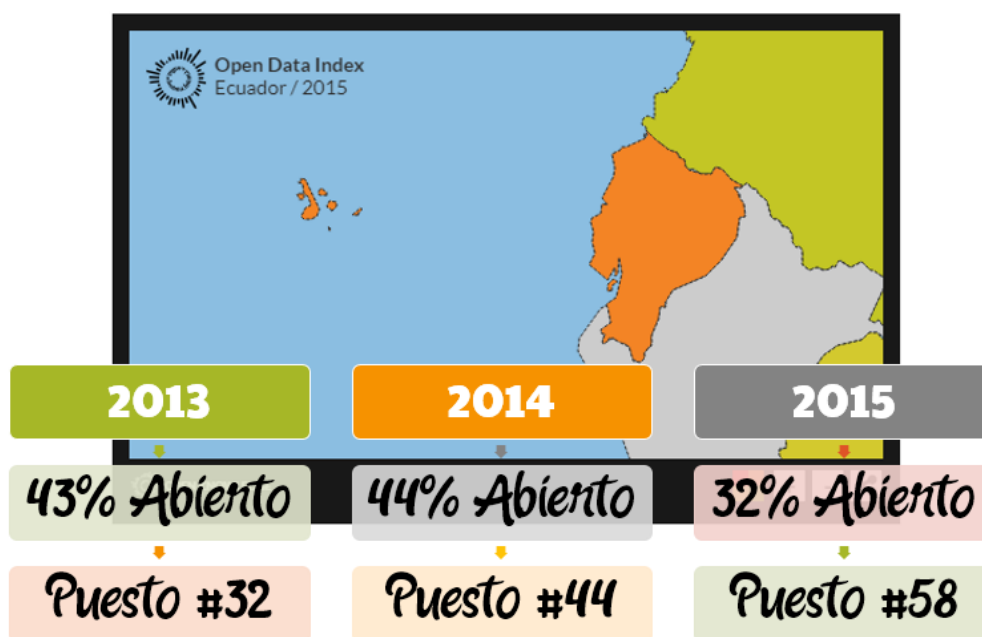 Open Data Index
Ecuador / 2015
2013
2014
2015
43% Abierto
44% Abierto
32% Abierto
Puesto #32
Puesto #44
Puesto #58